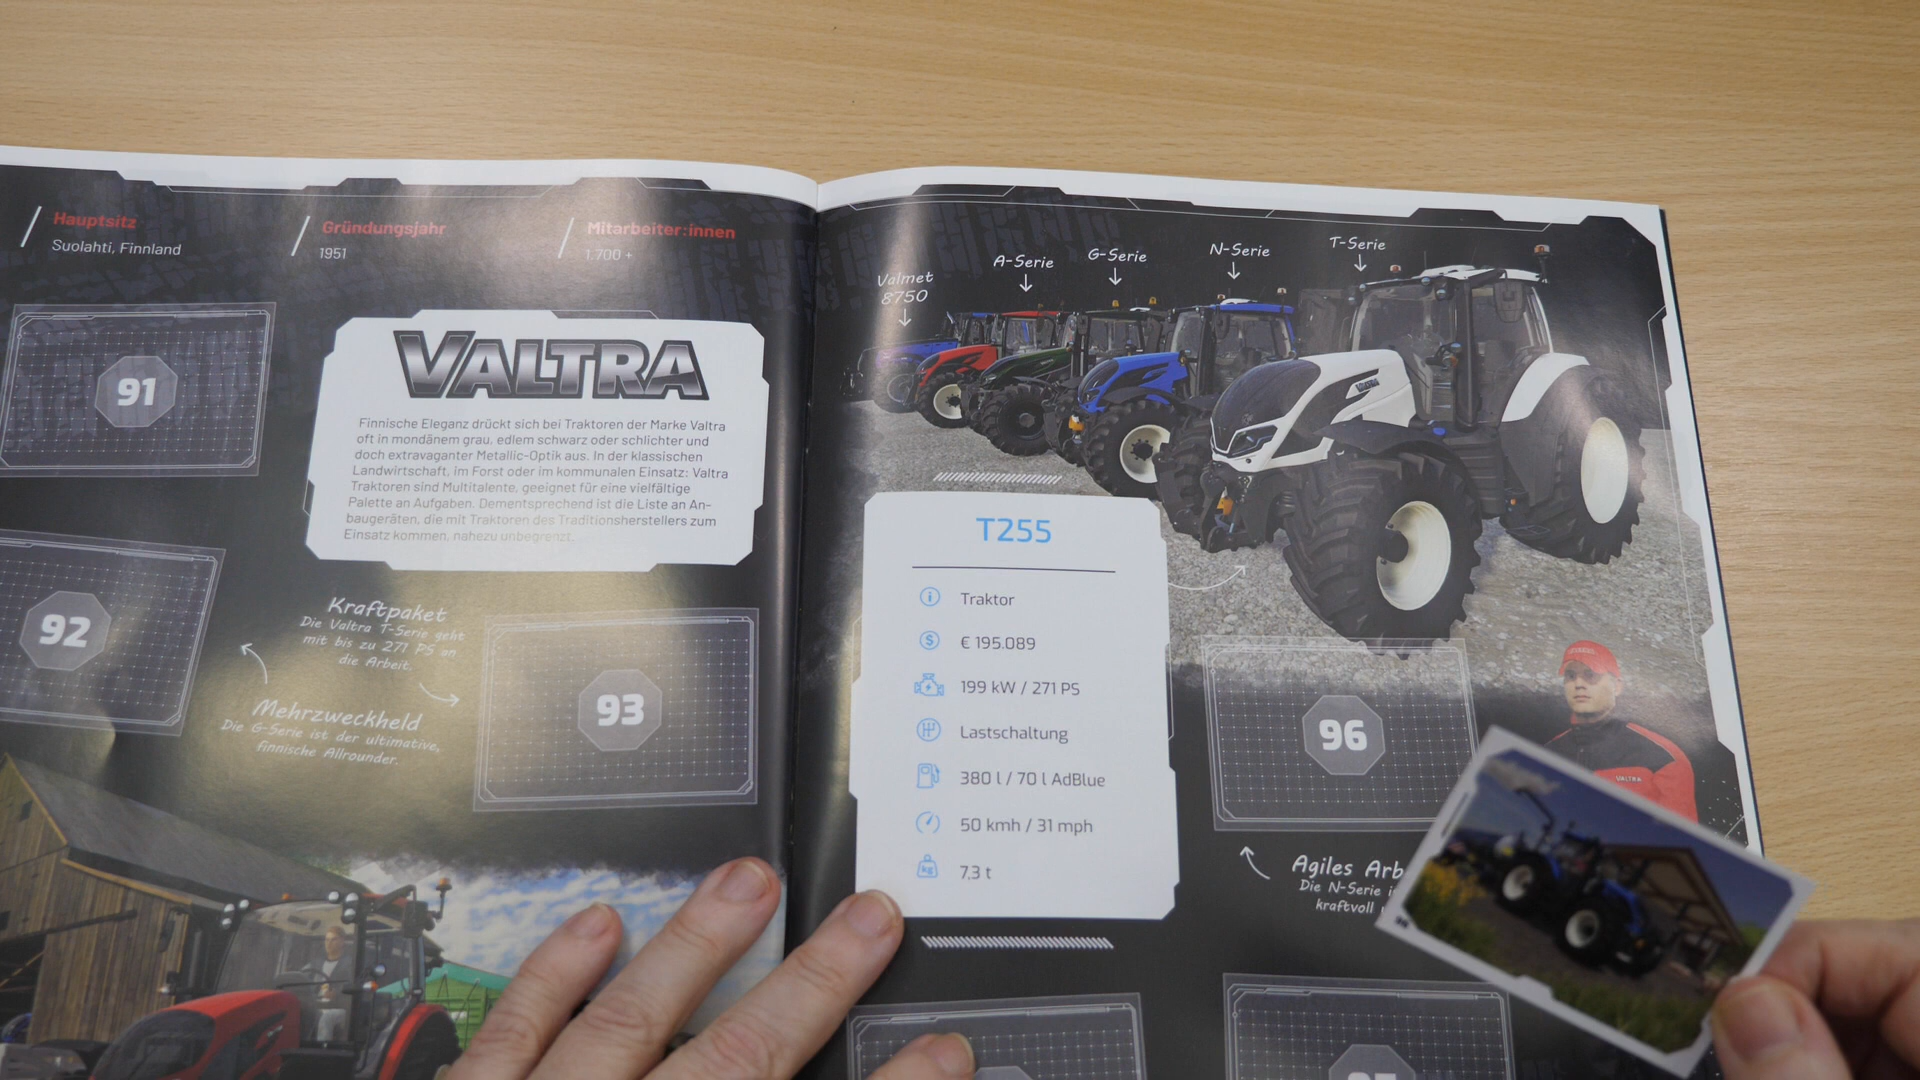 Hauptsitz
Suolahti, Finnland
Gründungsjahr
1951
Mitarbeiter:innen
1.700 +
91
VALTRA
Finnische Eleganz drückt sich bei Traktoren der Marke Valtra
oft in mondänem grau, edlem schwarz oder schlichter und
doch extravaganter Metallic-Optik aus. In der klassischen
Landwirtschaft, im Forst oder im kommunalen Einsatz: Valtra
Traktoren sind Multitalente, geeignet für eine vielfältige
Palette an Aufgaben. Dementsprechend ist die Liste an An-
baugeräten, die mit Traktoren des Traditionsherstellers zum
Einsatz kommen, nahezu unbegrenzt.
92
Kraftpaket
Die Valtra T-Serie geht
mit bis zu 271 PS an
die Arbeit.
Mehrzweckheld
Die G-Serie ist der ultimative,
finnische Allrounder.
93
Valmet
8750
A-Serie
G-Serie
N-Serie
T-Serie
VALTRA
T255
Traktor
€ 195.089
199 kW / 271 PS
Lastschaltung
380 l / 70 l AdBlue
50 kmh / 31 mph
7,3 t
96
VALTRA
Agiles Arb
Die N-Serie
kraftvoll